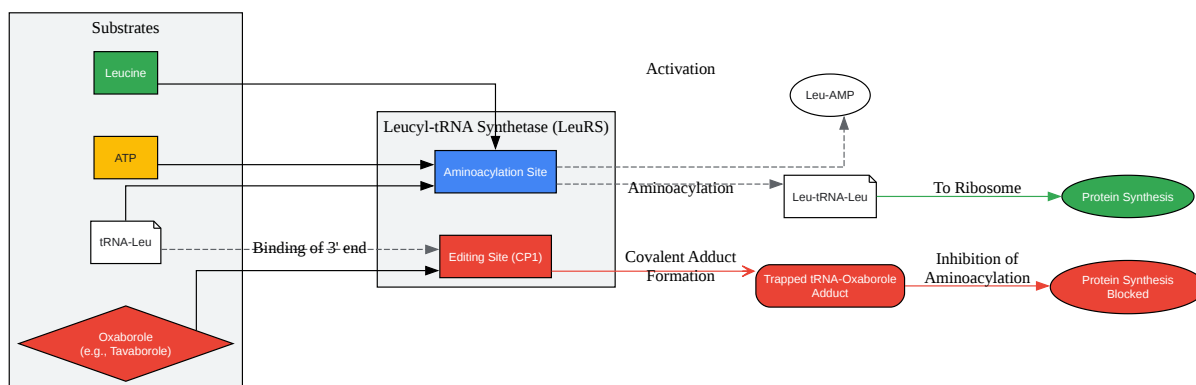 Substrates
Leucine
Activation
Leu-AMP
Leucyl-tRNA Synthetase (LeuRS)
ATP
Aminoacylation Site
Aminoacylation
Leu-tRNA-Leu
To Ribosome
Protein Synthesis
tRNA-Leu
Binding of 3' end
Editing Site (CP1)
Covalent Adduct
Formation
Trapped tRNA-Oxaborole
Adduct
Inhibition of
Aminoacylation
Protein Synthesis
Blocked
Oxaborole
(e.g., Tavaborole)